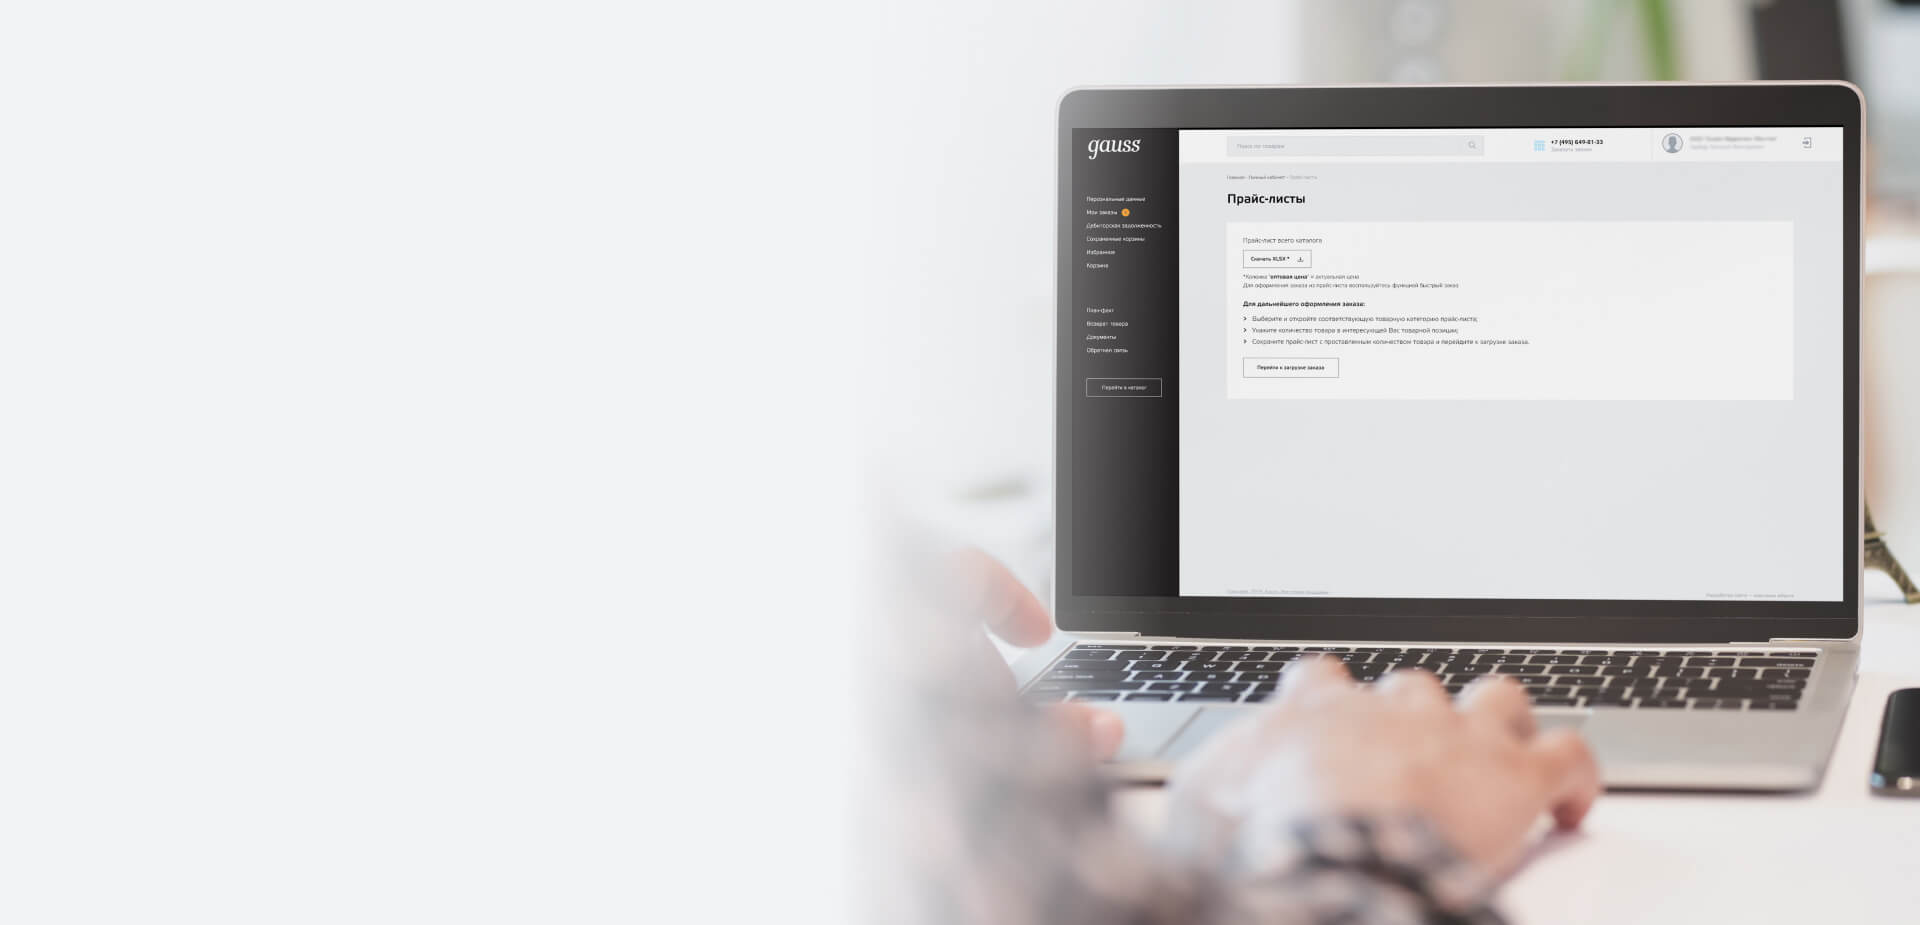 gauss
Поиск по товарам
+7 (495) 649-81-33
Заказать звонок
Персональные данные
Мои заказы
Дебиторская задолженность
Сохраненные корзины
Избранное
Корзина
План-факт
Возврат товара
Документы
Обратная связь
Перейти в каталог
Главная - Личный кабинет - Прайс-листы
Прайс-листы
Прайс-лист всего каталога
Скачать XLSX *
*Колонка "оптовая цена" = актуальная цена
Для оформления заказа из прайс-листа воспользуйтесь функцией быстрый заказ
Для дальнейшего оформления заказа:
Выберите и откройте соответствующую товарную категорию прайс-листа;
Укажите количество товара в интересующей Вас товарной позиции;
Сохраните прайс-лист с проставленным количеством товара и перейдите к загрузке заказа.
Перейти к загрузке заказа